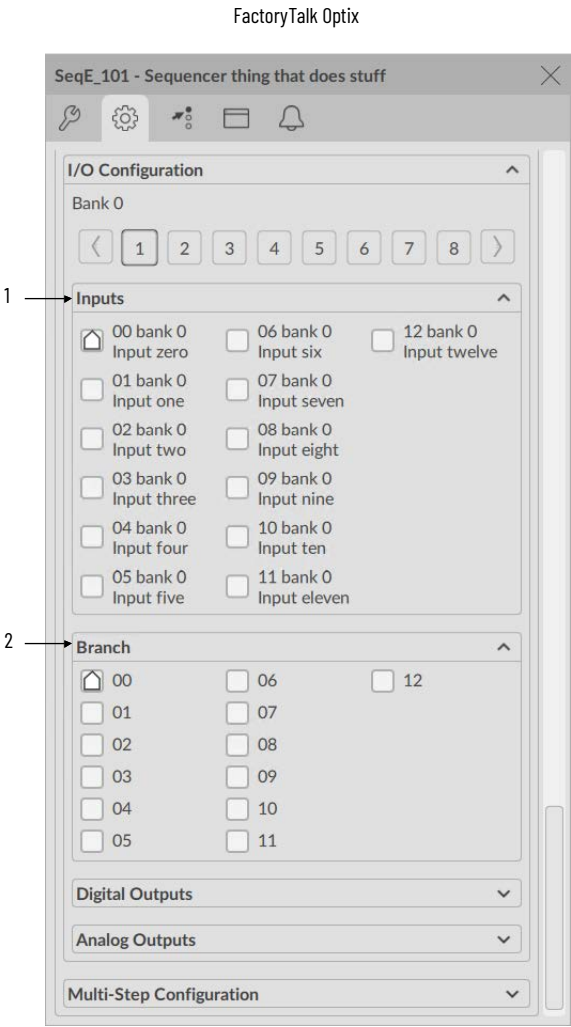 FactoryTalk Optix
SeqE_101 - Sequencer thing that does stuff
I/O Configuration
Bank 0
1 2 3 4 5 6 7 8
1
Inputs
00 bank 0
Input zero
01 bank 0
Input one
02 bank 0
Input two
03 bank 0
Input three
04 bank 0
Input four
05 bank 0
Input five
06 bank 0
Input six
07 bank 0
Input seven
08 bank 0
Input eight
09 bank 0
Input nine
10 bank 0
Input ten
11 bank 0
Input eleven
12 bank 0
Input twelve
2
Branch
00
01
02
03
04
05
06
07
08
09
10
11
12
Digital Outputs
Analog Outputs
Multi-Step Configuration